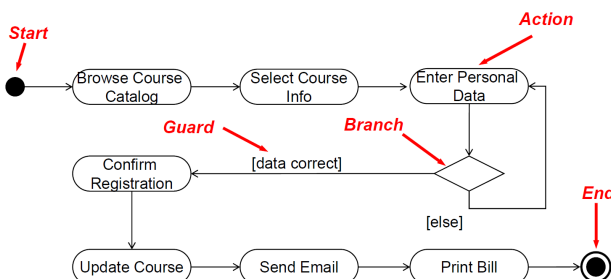 Start
Action
Browse Course
Catalog
Select Course
Info
Enter Personal
Data
Guard
Branch
[data correct]
Confirm
Registration
[else]
End
Update Course
Send Email
Print Bill